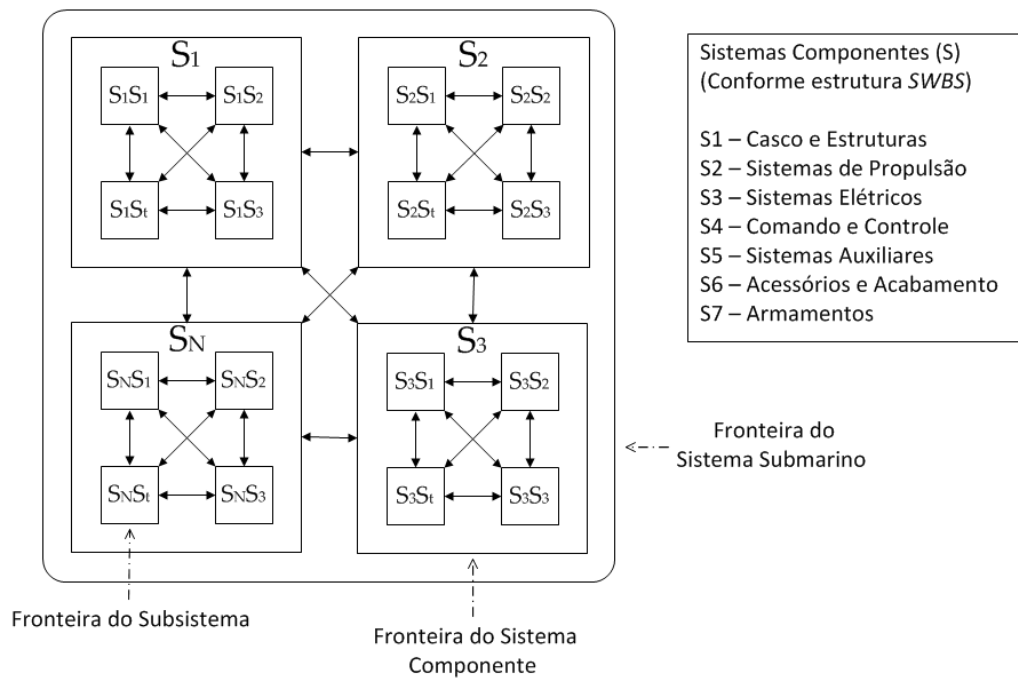 S1 S2
S1S1 S1S2 S2S1 S2S2
S1St S1S3 S2St S2S3
SN S3
SNS1 SNS2 S3S1 S3S2
SNSt SNS3 S3St S3S3
Sistemas Componentes (S)
(Conforme estrutura SWBS)
S1 – Casco e Estruturas
S2 – Sistemas de Propulsão
S3 – Sistemas Elétricos
S4 – Comando e Controle
S5 – Sistemas Auxiliares
S6 – Acessórios e Acabamento
S7 – Armamentos
Fronteira do
Sistema Submarino
Fronteira do Subsistema
Fronteira do Sistema
Componente